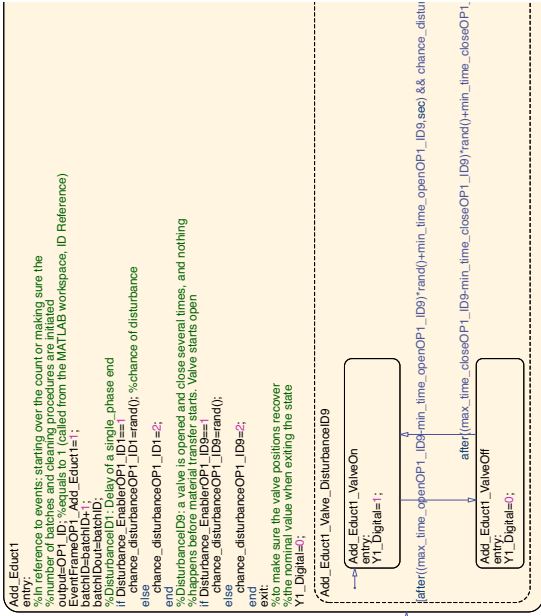 Add_Educt1
entry:
%In reference to events: starting over the count or making sure the
%number of batches and cleaning procedures are initiated
output=OP1_ID; %equals to 1 (called from the MATLAB workspace, ID Reference)
EventFrameOP1_Add_Educt1=1;
batchID=batchID+1;
batchIDout=batchID;
%DisturbanceID1: Delay of a single_phase end
if Disturbance_EnablerOP1_ID1==1
chance_disturbanceOP1_ID1=rand(); %chance of disturbance
else
chance_disturbanceOP1_ID1=2;
end
%DisturbanceID9: a valve is opened and close several times, and nothing
%happens before material transfer starts. Valve starts open
if Disturbance_EnablerOP1_ID9==1
chance_disturbanceOP1_ID9=rand();
else
chance_disturbanceOP1_ID9=2;
end
exit:
%to make sure the valve positions recover
%the nominal value when exiting the state
Y1_Digital=0;
Add_Educt1_Valve_DisturbanceID9
Add_Educt1_ValveOn
entry:
Y1_Digital=1;
[after((max_time_openOP1_ID9-min_time_openOP1_ID9)*rand()+min_time_openOP1_ID9,sec) && chance_distur
after((max_time_closeOP1_ID9-min_time_closeOP1_ID9)*rand()+min_time_closeOP1_
Add_Educt1_ValveOff
entry:
Y1_Digital=0;